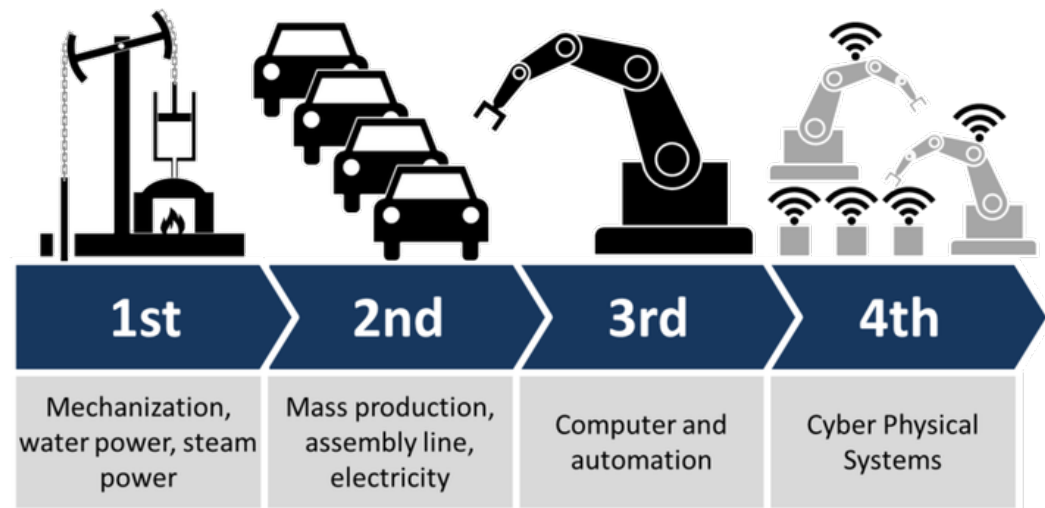 1st
2nd
3rd
4th
Mechanization,
water power, steam
power
Mass production,
assembly line,
electricity
Computer and
automation
Cyber Physical
Systems